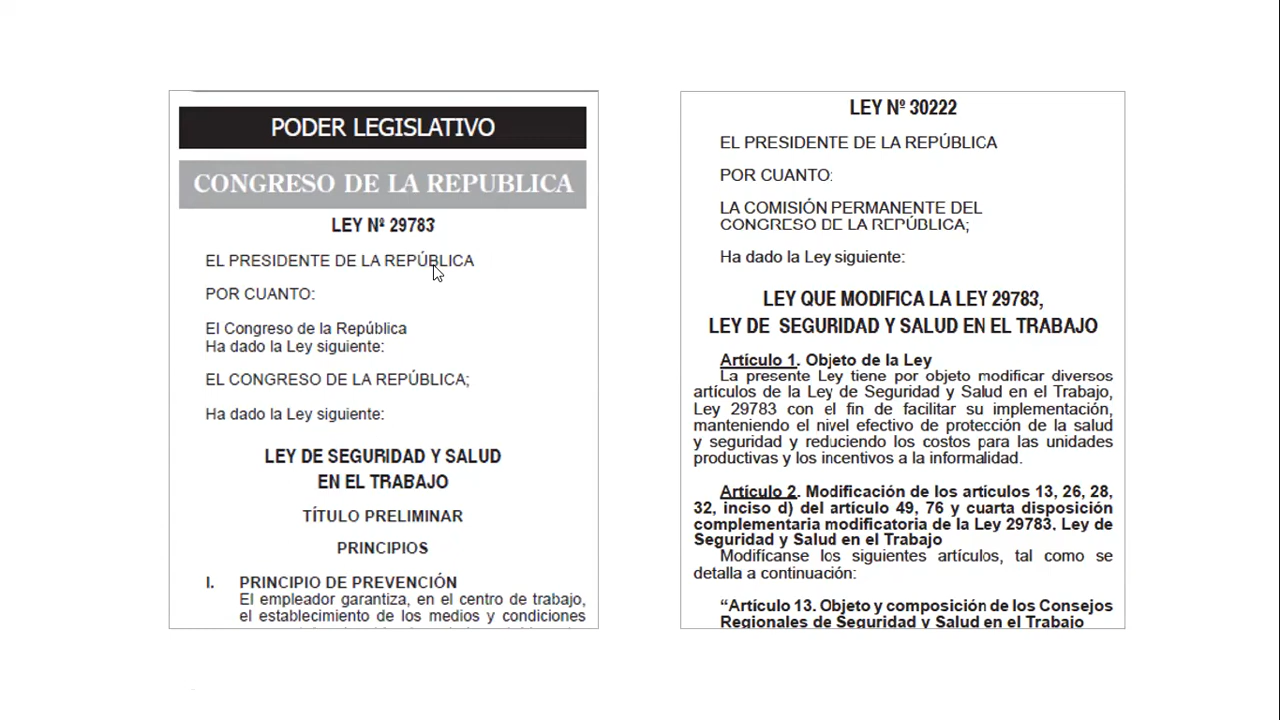 PODER LEGISLATIVO
CONGRESO DE LA REPUBLICA
LEY Nº 29783
EL PRESIDENTE DE LA REPÚBLICA
POR CUANTO:
El Congreso de la República
Ha dado la Ley siguiente:
EL CONGRESO DE LA REPÚBLICA;
Ha dado la Ley siguiente:
LEY DE SEGURIDAD Y SALUD
EN EL TRABAJO
TÍTULO PRELIMINAR
PRINCIPIOS
I. PRINCIPIO DE PREVENCIÓN
El empleador garantiza, en el centro de trabajo,
el establecimiento de los medios y condiciones
LEY Nº 30222
EL PRESIDENTE DE LA REPÚBLICA
POR CUANTO:
LA COMISIÓN PERMANENTE DEL
CONGRESO DE LA REPÚBLICA;
Ha dado la Ley siguiente:
LEY QUE MODIFICA LA LEY 29783,
LEY DE SEGURIDAD Y SALUD EN EL TRABAJO
Artículo 1. Objeto de la Ley
La presente Ley tiene por objeto modificar diversos
artículos de la Ley de Seguridad y Salud en el Trabajo,
Ley 29783 con el fin de facilitar su implementación,
manteniendo el nivel efectivo de protección de la salud
y seguridad y reduciendo los costos para las unidades
productivas y los incentivos a la informalidad.
Artículo 2. Modificación de los artículos 13, 26, 28,
32, inciso d) del artículo 49, 76 y cuarta disposición
complementaria modificatoria de la Ley 29783. Ley de
Seguridad y Salud en el Trabajo
Modifícanse los siguientes artículos, tal como se
detalla a continuación:
“Artículo 13. Objeto y composición de los Consejos
Regionales de Seguridad y Salud en el Trabajo